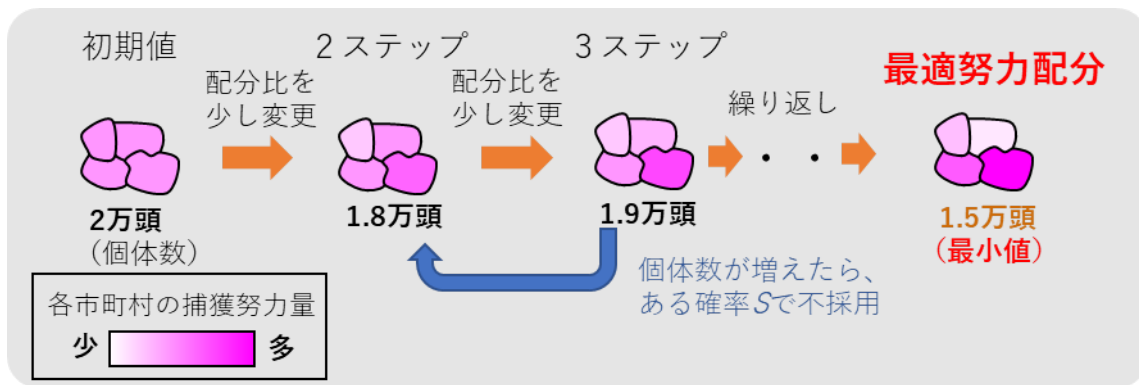 初期値
2ステップ
3ステップ
最適努力配分
配分比を
少し変更
配分比を
少し変更
繰り返し
・・
2万頭
（個体数）
1.8万頭
1.9万頭
1.5万頭
（最小値）
個体数が増えたら、
ある確率Sで不採用
各市町村の捕獲努力量
少
多